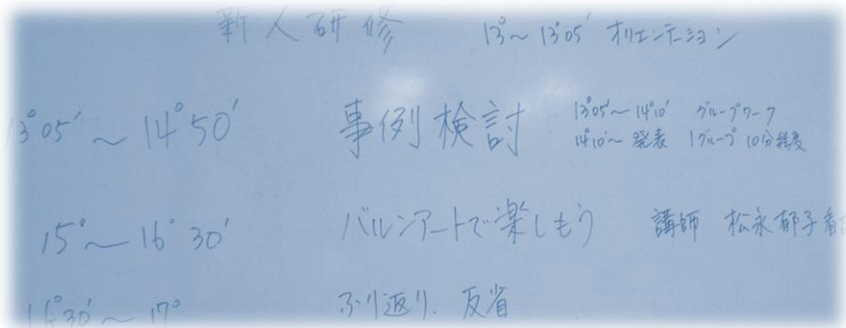 新人研修 13°～13°05′ オリエンテーション
13°05′～14°50′ 事例検討 13°05′～14°10′ グループワーク
14°10′～ 発表 1グループ 10分程度
15°～16°30′ バルンアートで楽しもう 講師 松永郁子看
16°30′～17° ふり返り、反省